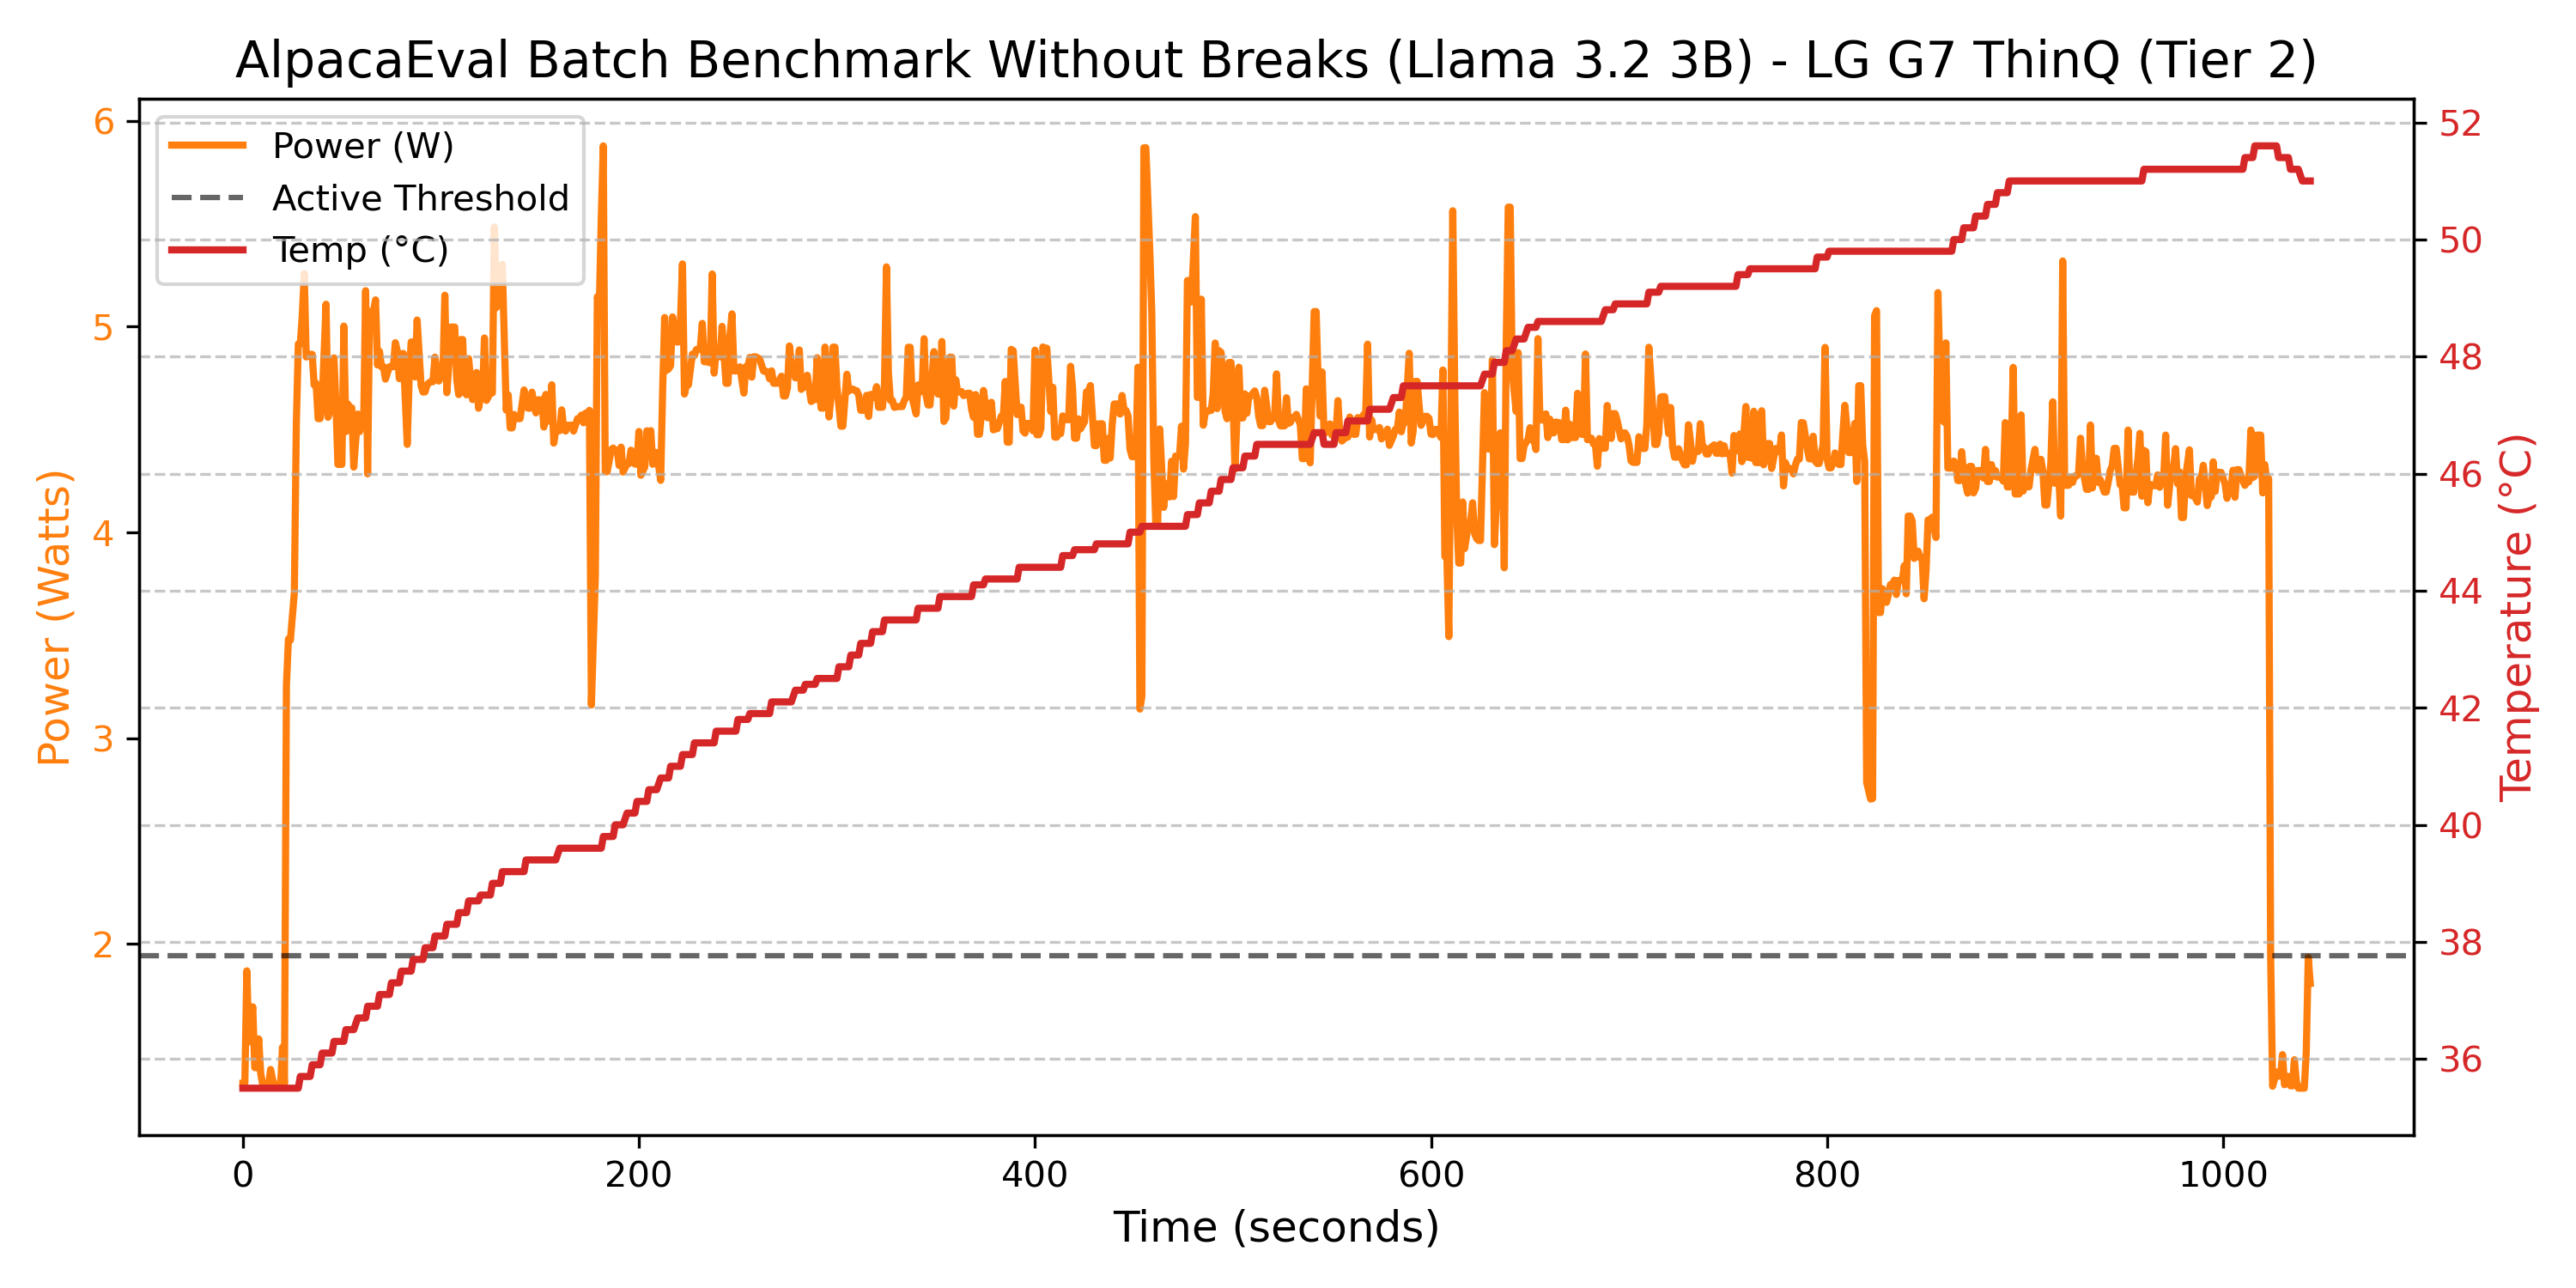 AlpacaEval Batch Benchmark Without Breaks (Llama 3.2 3B) - LG G7 ThinQ (Tier 2)
Power (W)
Active Threshold
Temp (°C)
Power (Watts)
6
5
4
3
2
Temperature (°C)
52
50
48
46
44
42
40
38
36
0 200 400 600 800 1000
Time (seconds)